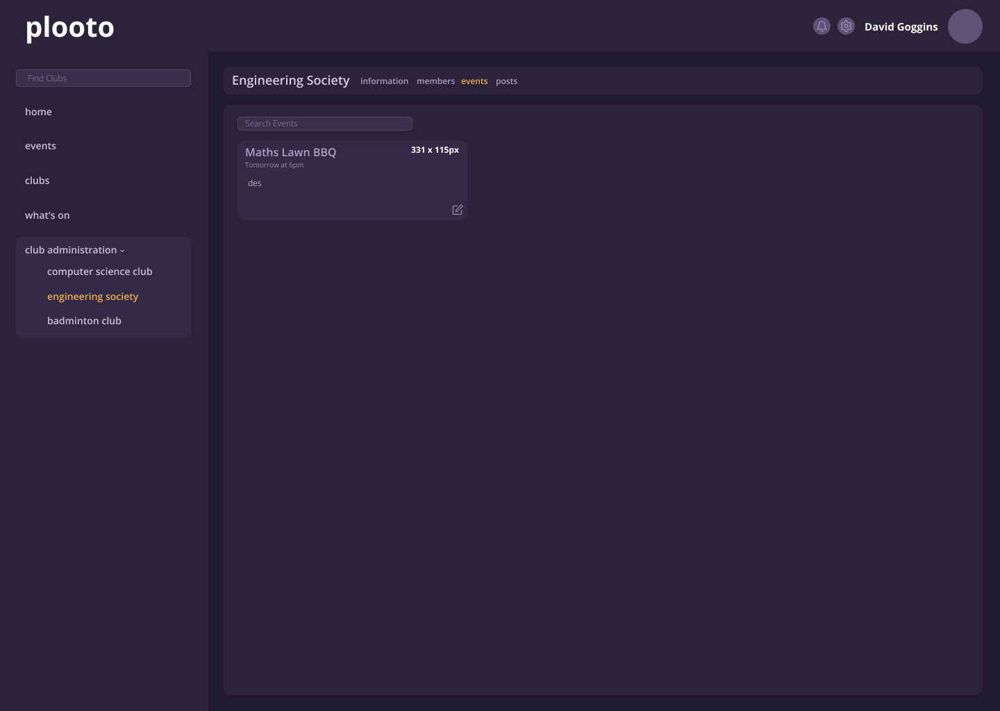 plooto
David Goggins
Find Clubs
home
events
clubs
what’s on
club administration
computer science club
engineering society
badminton club
Engineering Society information members events posts
Search Events
Maths Lawn BBQ 331 x 115px
Tomorrow at 6pm
des